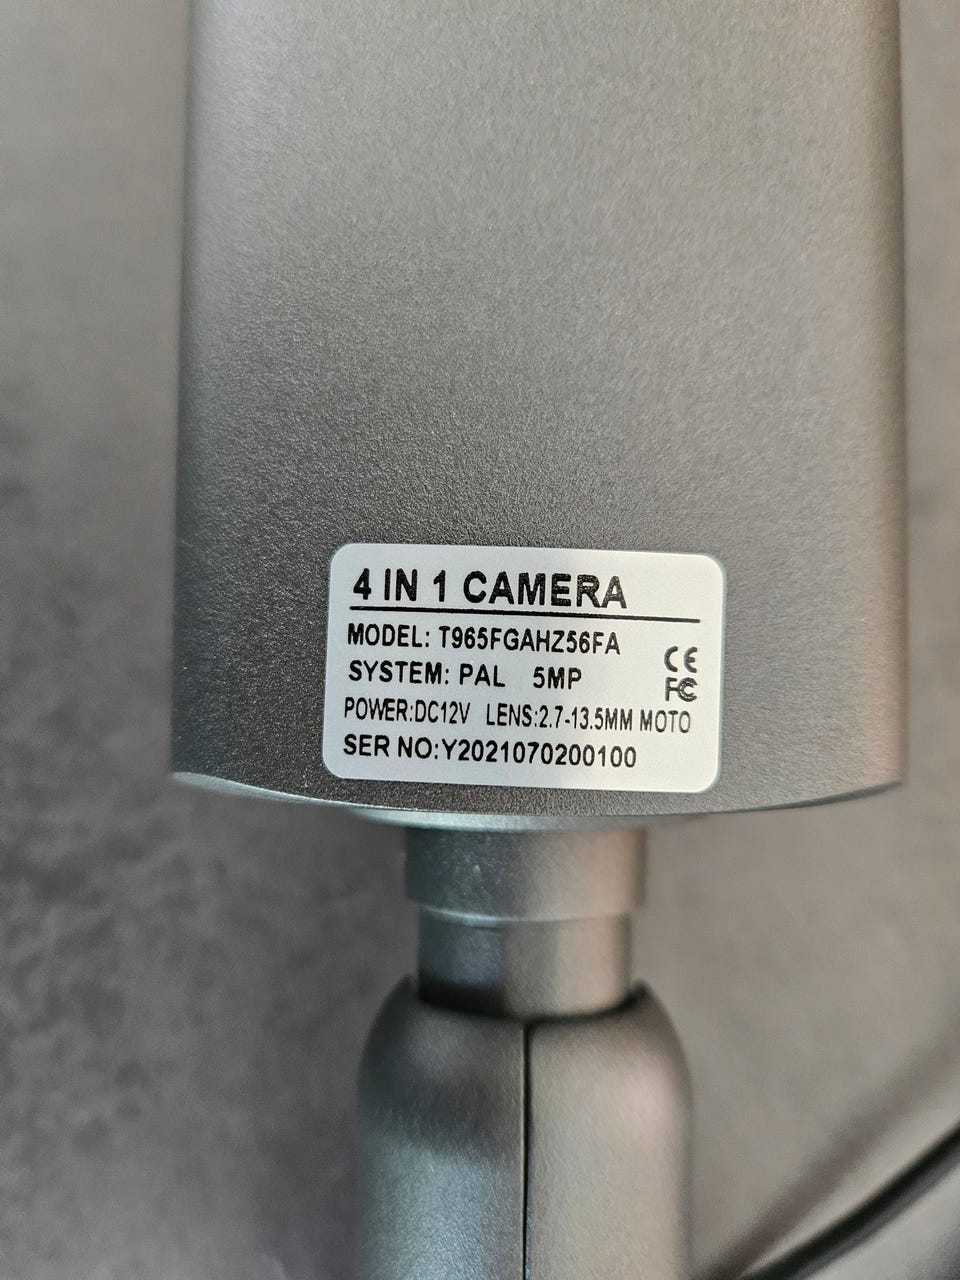 4 IN 1 CAMERA
MODEL: T965FGAHZ56FA
CE
SYSTEM: PAL 5MP
FC
POWER:DC12V LENS:2.7-13.5MM MOTO
SER NO:Y2021070200100